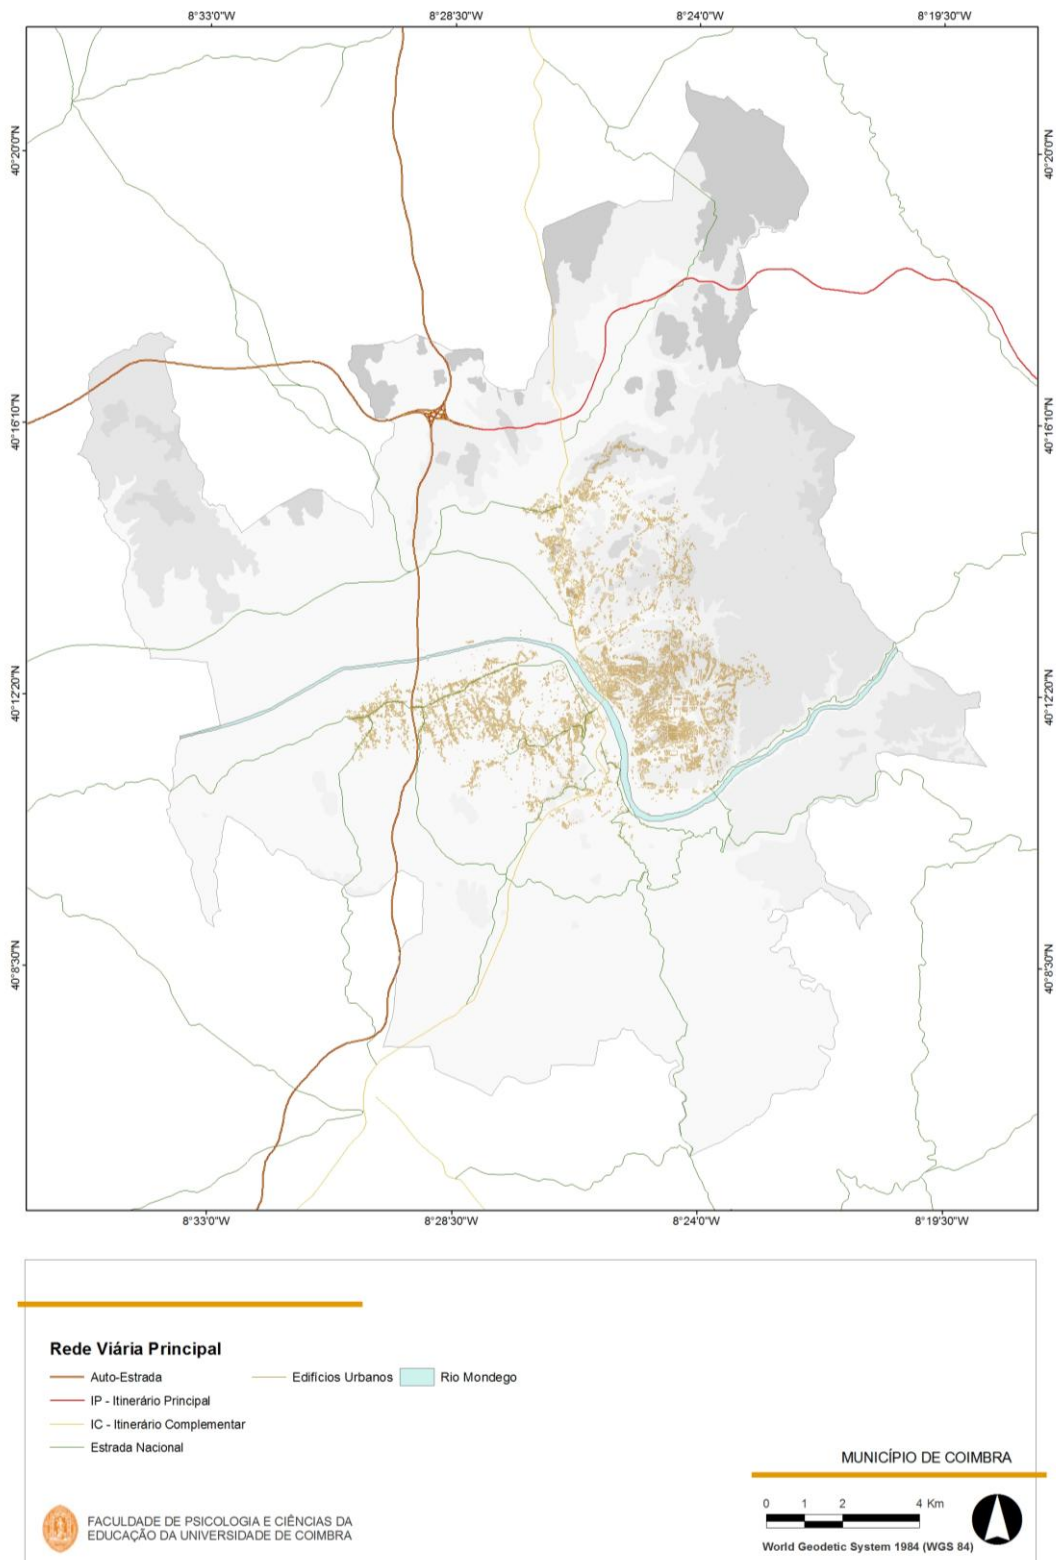 8°33'0"W 8°28'30"W 8°24'0"W 8°19'30"W
40°20'0"N 40°20'0"N
40°16'10"N 40°16'10"N
40°12'20"N 40°12'20"N
40°8'30"N 40°8'30"N
8°33'0"W 8°28'30"W 8°24'0"W 8°19'30"W
Rede Viária Principal
Auto-Estrada Edifícios Urbanos Rio Mondego
IP - Itinerário Principal
IC - Itinerário Complementar
Estrada Nacional
MUNICÍPIO DE COIMBRA
0 1 2 4 Km
World Geodetic System 1984 (WGS 84)
FACULDADE DE PSICOLOGIA E CIÊNCIAS DA
EDUCAÇÃO DA UNIVERSIDADE DE COIMBRA